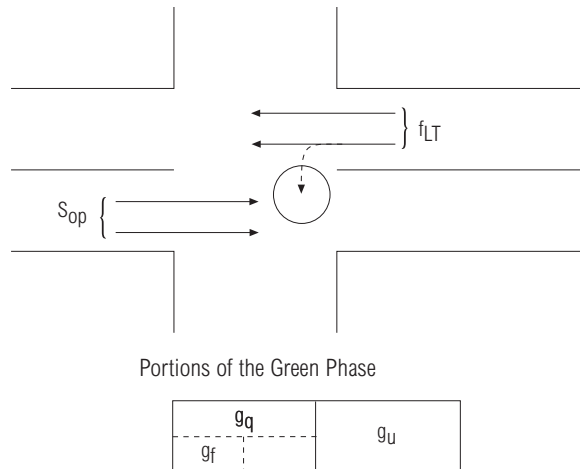 f_LT
S_op
Portions of the Green Phase
g_q
g_u
g_f